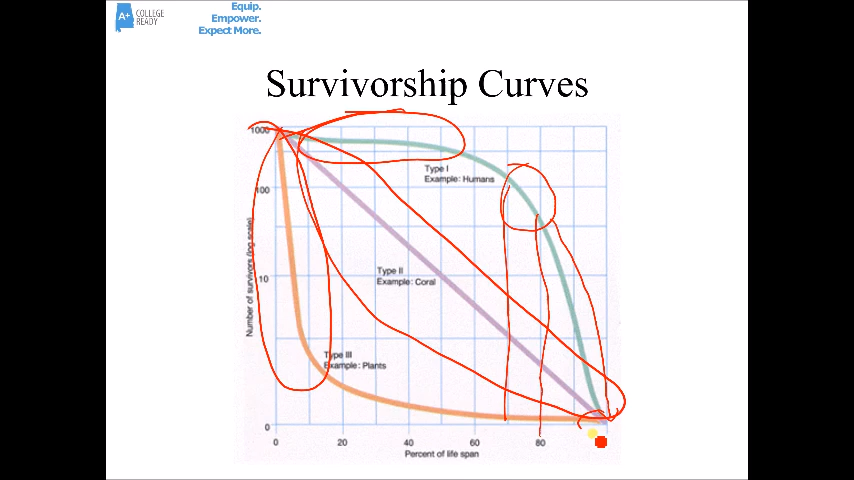 A+ COLLEGE
READY
Equip.
Empower.
Expect More.
Survivorship Curves
1000
100
10
0
Number of survivors (log scale)
Type I
Example: Humans
Type II
Example: Coral
Type III
Example: Plants
0 20 40 60 80
Percent of life span